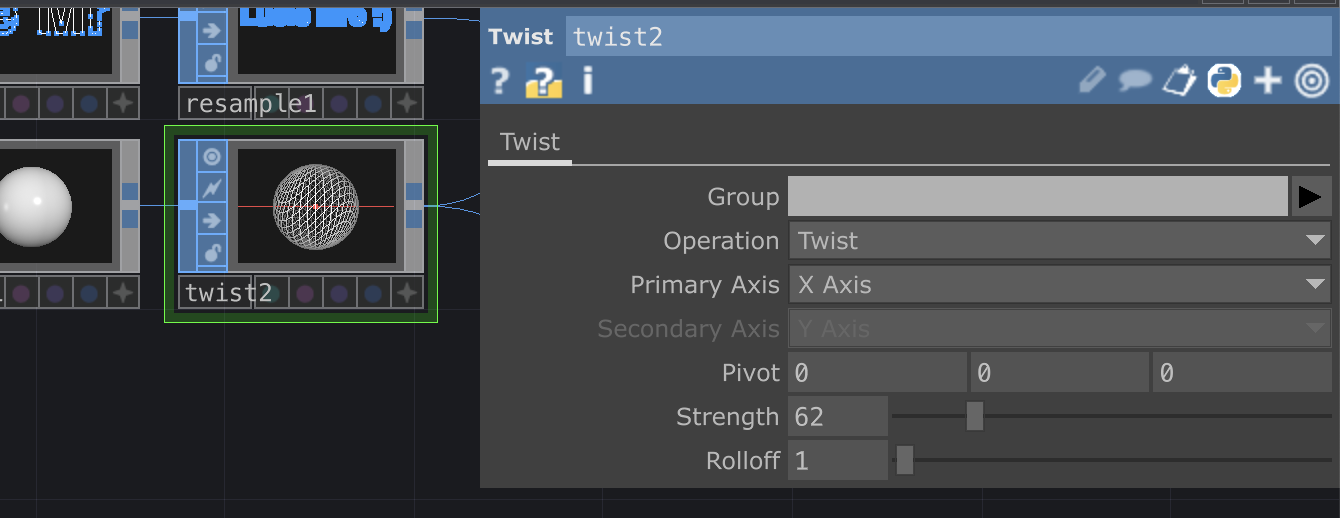 Twist twist2
? ? i
resample1
Twist
Group
Operation Twist
Primary Axis X Axis
twist2
Secondary Axis Y Axis
Pivot 0 0 0
Strength 62
Rolloff 1